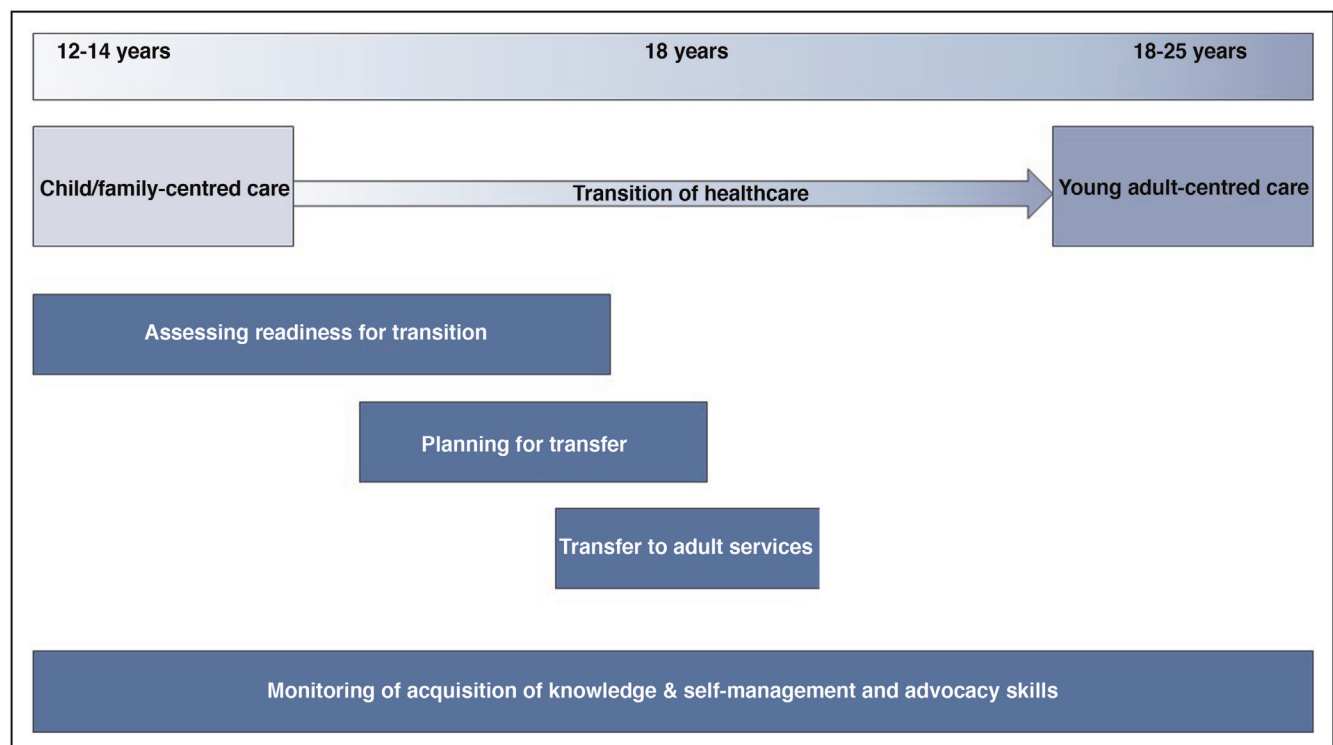 12-14 years
18 years
18-25 years
Child/family-centred care
Transition of healthcare
Young adult-centred care
Assessing readiness for transition
Planning for transfer
Transfer to adult services
Monitoring of acquisition of knowledge & self-management and advocacy skills